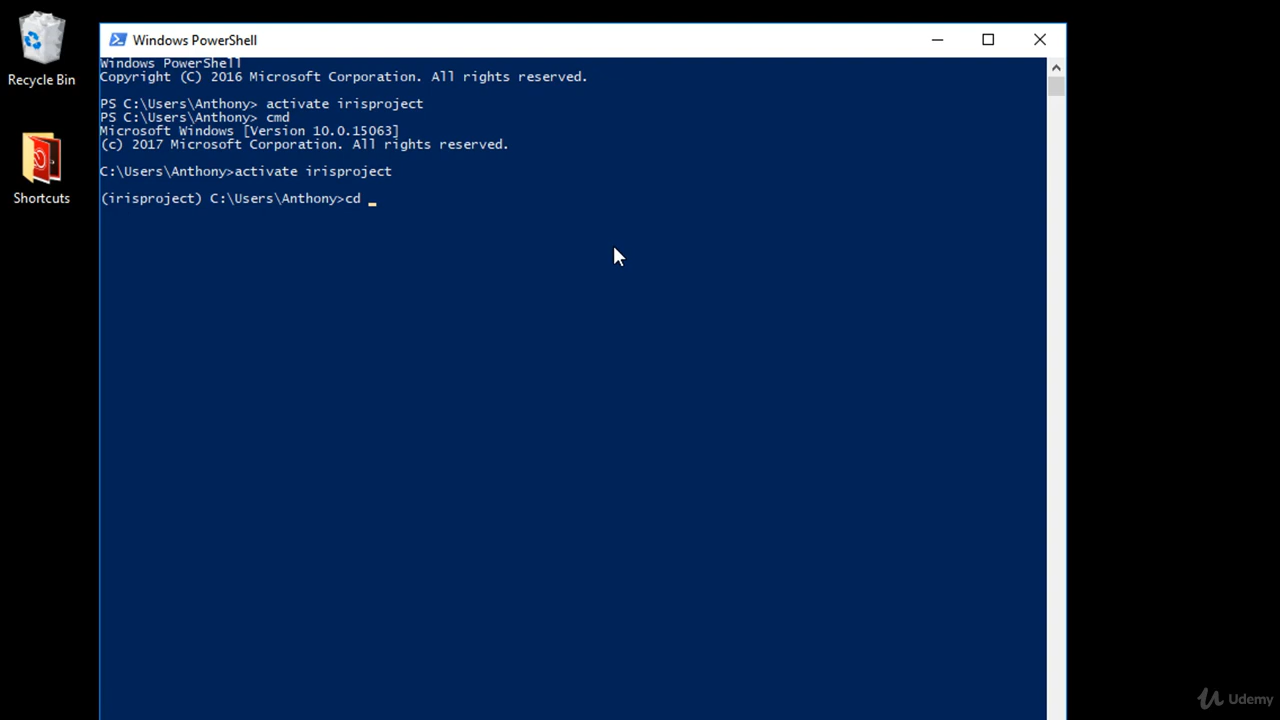 Recycle Bin
Shortcuts
Windows PowerShell
Windows PowerShell
Copyright (C) 2016 Microsoft Corporation. All rights reserved.
PS C:\Users\Anthony> activate irisproject
PS C:\Users\Anthony> cmd
Microsoft Windows [Version 10.0.15063]
(c) 2017 Microsoft Corporation. All rights reserved.
C:\Users\Anthony>activate irisproject
(irisproject) C:\Users\Anthony>cd _
Udemy